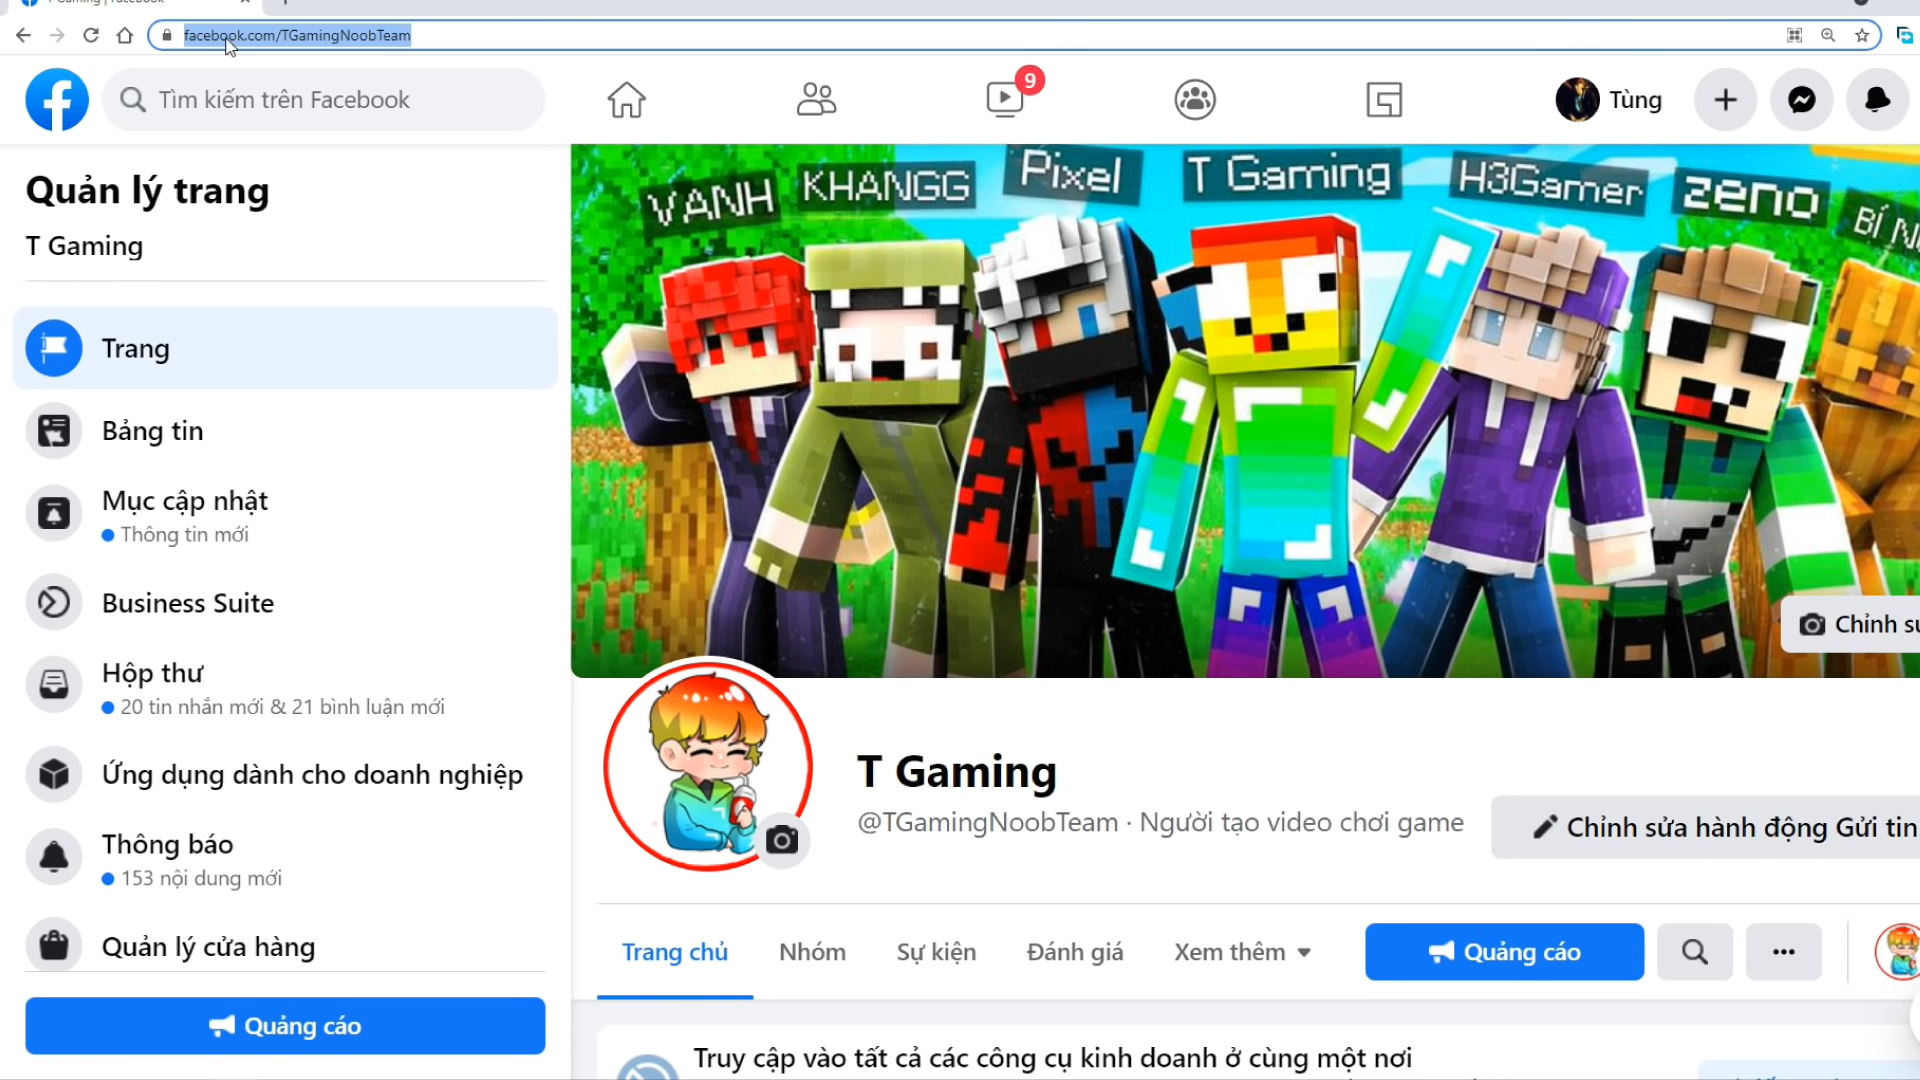 facebook.com/TGamingNoobTeam
Tìm kiếm trên Facebook
9
Tùng
Quản lý trang
T Gaming
Trang
Bảng tin
Mục cập nhật
Thông tin mới
Business Suite
Hộp thư
20 tin nhắn mới & 21 bình luận mới
Ứng dụng dành cho doanh nghiệp
Thông báo
153 nội dung mới
Quản lý cửa hàng
Quảng cáo
VANH
KHANGG
Pixel
T Gaming
H3Gamer
zeno
BÍ
Chỉnh
T Gaming
@TGamingNoobTeam · Người tạo video chơi game
Chỉnh sửa hành động Gửi tin
Trang chủ
Nhóm
Sự kiện
Đánh giá
Xem thêm
Quảng cáo
Truy cập vào tất cả các công cụ kinh doanh ở cùng một nơi